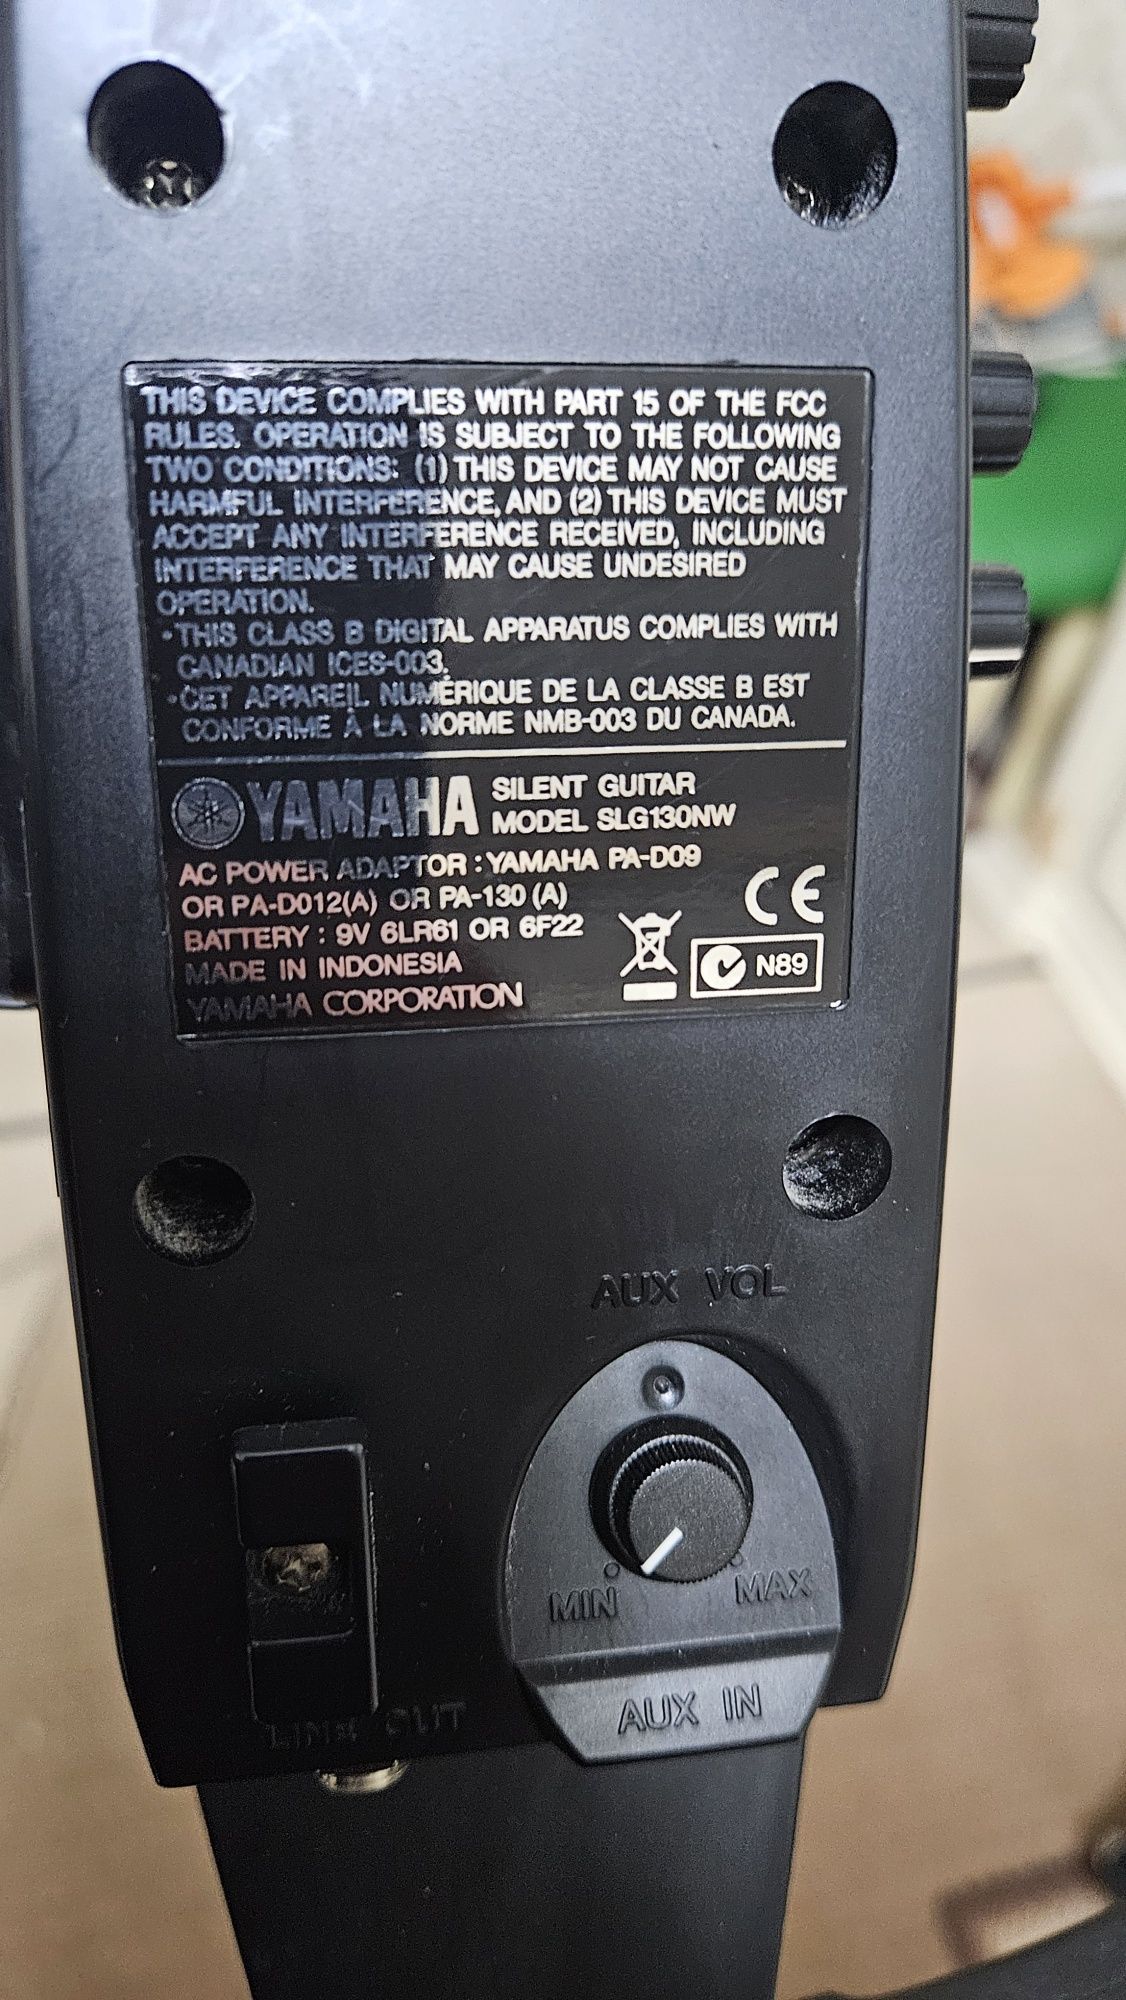 THIS DEVICE COMPLIES WITH PART 15 OF THE FCC
RULES. OPERATION IS SUBJECT TO THE FOLLOWING
TWO CONDITIONS: (1) THIS DEVICE MAY NOT CAUSE
HARMFUL INTERFERENCE, AND (2) THIS DEVICE MUST
ACCEPT ANY INTERFERENCE RECEIVED, INCLUDING
INTERFERENCE THAT MAY CAUSE UNDESIRED
OPERATION.
•THIS CLASS B DIGITAL APPARATUS COMPLIES WITH
CANADIAN ICES-003.
•CET APPAREIL NUMÉRIQUE DE LA CLASSE B EST
CONFORME À LA NORME NMB-003 DU CANADA.
YAMAHA
SILENT GUITAR
MODEL SLG130NW
AC POWER ADAPTOR : YAMAHA PA-D09
OR PA-D012(A) OR PA-130 (A)
BATTERY : 9V 6LR61 OR 6F22
MADE IN INDONESIA
YAMAHA CORPORATION
CE
N89
AUX VOL
MIN MAX
AUX IN
LINE OUT